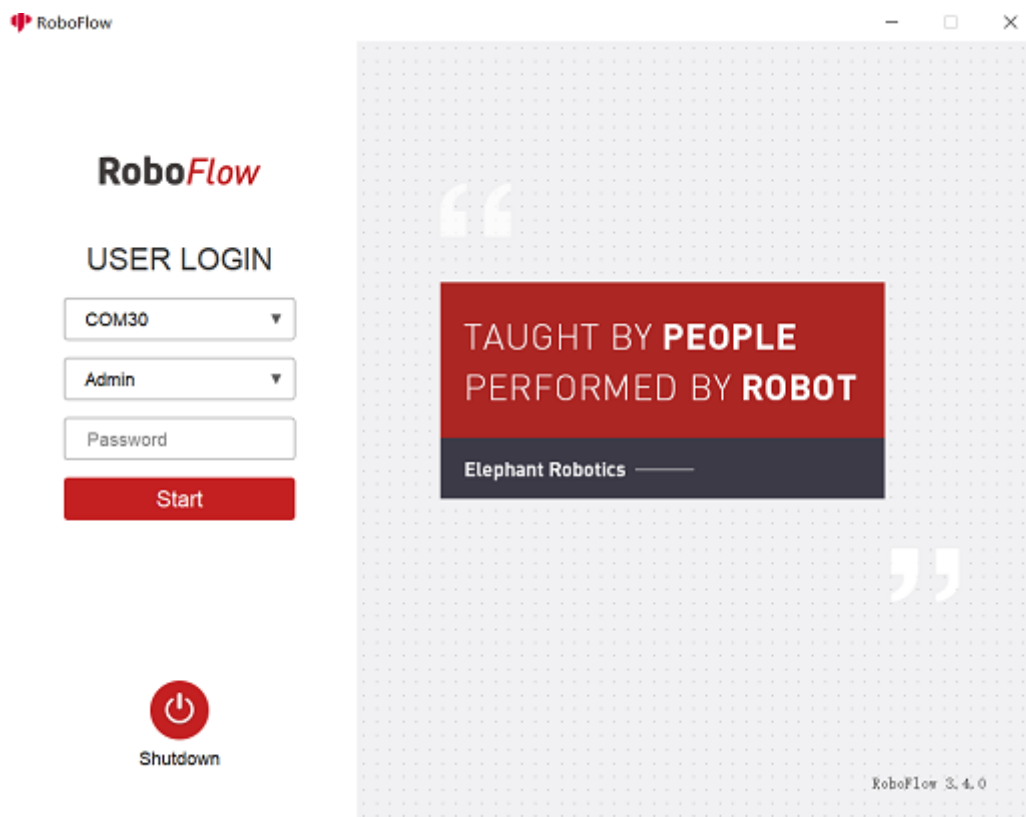 RoboFlow
RoboFlow
USER LOGIN
COM30
Admin
Password
Start
Shutdown
TAUGHT BY PEOPLE
PERFORMED BY ROBOT
Elephant Robotics
RoboFlow 3.4.0